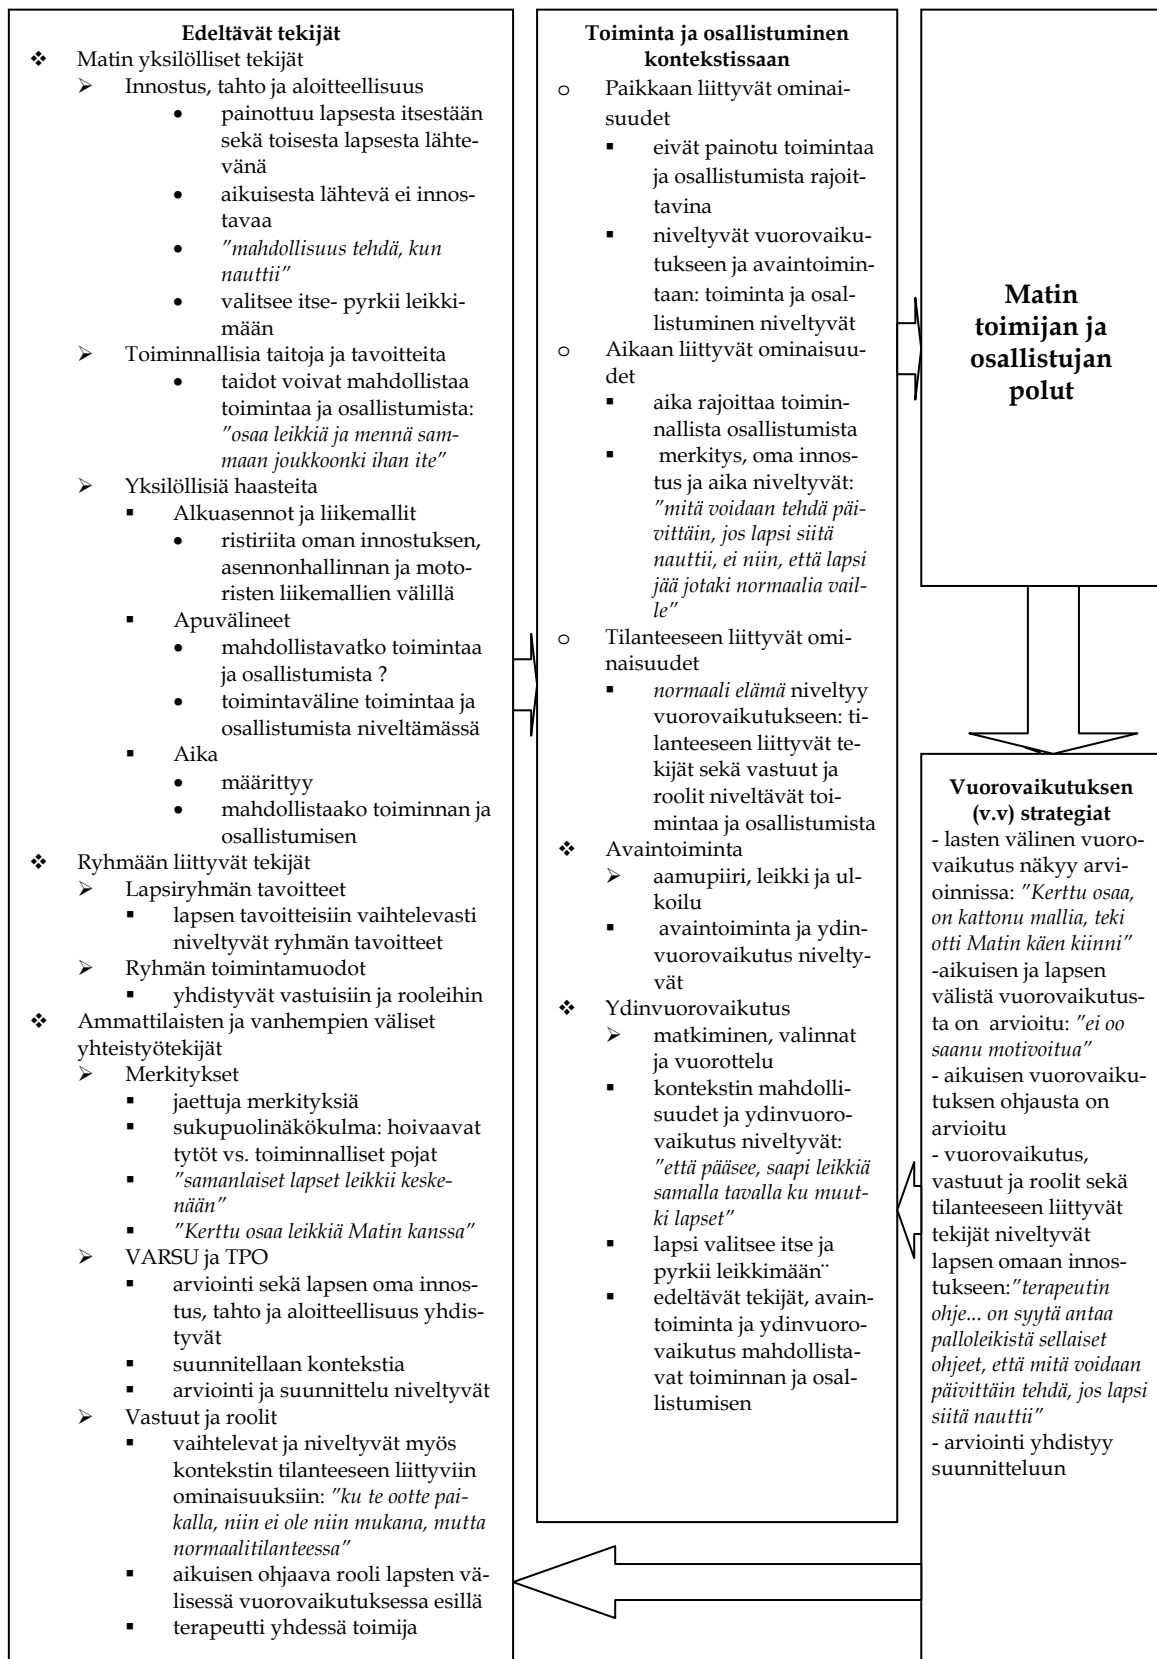 Edeltävät tekijät
❖ Matin yksilölliset tekijät
➢ Innostus, tahto ja aloitteellisuus
• painottuu lapsesta itsestään
sekä toisesta lapsesta lähte-
vänä
• aikuisesta lähtevä ei innos-
tavaa
• ”mahdollisuus tehdä, kun
nauttii”
• valitsee itse- pyrkii leikki-
mään
➢ Toiminnallisia taitoja ja tavoitteita
• taidot voivat mahdollistaa
toimintaa ja osallistumista:
”osaa leikkiä ja mennä sam-
maan joukkoonki ihan ite”
➢ Yksilöllisiä haasteita
▪ Alkuasennot ja liikemallit
• ristiriita oman innostuksen,
asennonhallinnan ja moto-
risten liikemallien välillä
▪ Apuvälineet
• mahdollistavatko toimintaa
ja osallistumista ?
• toimintaväline toimintaa ja
osallistumista niveltämässä
▪ Aika
• määrittyy
• mahdollistaako toiminnan ja
osallistumisen
❖ Ryhmään liittyvät tekijät
➢ Lapsiryhmän tavoitteet
▪ lapsen tavoitteisiin vaihtelevasti
niveltyvät ryhmän tavoitteet
➢ Ryhmän toimintamuodot
▪ yhdistyvät vastuisiin ja rooleihin
❖ Ammattilaisten ja vanhempien väliset
yhteistyötekijät
➢ Merkitykset
▪ jaettuja merkityksiä
▪ sukupuolinäkökulma: hoivaavat
tytöt vs. toiminnalliset pojat
▪ ”samanlaiset lapset leikkii keske-
nään”
▪ ”Kerttu osaa leikkiä Matin kanssa”
➢ VARSU ja TPO
▪ arviointi sekä lapsen oma innos-
tus, tahto ja aloitteellisuus yhdis-
tyvät
▪ suunnitellaan kontekstia
▪ arviointi ja suunnittelu niveltyvät
➢ Vastuut ja roolit
▪ vaihtelevat ja niveltyvät myös
kontekstin tilanteeseen liittyviin
ominaisuuksiin: ”ku te ootte pai-
kalla, niin ei ole niin mukana, mutta
normaalitilanteessa”
▪ aikuisen ohjaava rooli lapsten vä-
lisessä vuorovaikutuksessa esillä
▪ terapeutti yhdessä toimija
Toiminta ja osallistuminen
kontekstissaan
o Paikkaan liittyvät ominai-
suudet
▪ eivät painotu toimintaa
ja osallistumista rajoit-
tavina
▪ niveltyvät vuorovaiku-
tukseen ja avaintoimin-
taan: toiminta ja osal-
listuminen niveltyvät
o Aikaan liittyvät ominaisuu-
det
▪ aika rajoittaa toimin-
nallista osallistumista
▪ merkitys, oma innos-
tus ja aika niveltyvät:
”mitä voidaan tehdä päi-
vittäin, jos lapsi siitä
nauttii, ei niin, että lapsi
jää jotaki normaalia vail-
le”
o Tilanteeseen liittyvät omi-
naisuudet
▪ normaali elämä niveltyy
vuorovaikutukseen: ti-
lanteeseen liittyvät te-
kijät sekä vastuut ja
roolit niveltävät toi-
mintaa ja osallistumista
❖ Avaintoiminta
➢ aamupiiri, leikki ja ul-
koilu
▪ avaintoiminta ja ydin-
vuorovaikutus nivelty-
vät
❖ Ydinvuorovaikutus
➢ matkiminen, valinnat
ja vuorottelu
▪ kontekstin mahdolli-
suudet ja ydinvuoro-
vaikutus niveltyvät:
”että pääsee, saapi leikkiä
samalla tavalla ku muut-
ki lapset”
▪ lapsi valitsee itse ja
pyrkii leikkimään¨
▪ edeltävät tekijät, avain-
toiminta ja ydinvuoro-
vaikutus mahdollista-
vat toiminnan ja osal-
listumisen
Matin
toimijan ja
osallistujan
polut
Vuorovaikutuksen
(v.v) strategiat
- lasten välinen vuoro-
vaikutus näkyy arvi-
oinnissa: ”Kerttu osaa,
on kattonu mallia, teki
otti Matin käen kiinni”
-aikuisen ja lapsen
välistä vuorovaikutus-
ta on arvioitu: ”ei oo
saanu motivoitua”
- aikuisen vuorovaiku-
tuksen ohjausta on
arvioitu
- vuorovaikutus,
vastuut ja roolit sekä
tilanteeseen liittyvät
tekijät niveltyvät
lapsen omaan innos-
tukseen:”terapeutin
ohje... on syytä antaa
palloleikistä sellaiset
ohjeet, että mitä voidaan
päivittäin tehdä, jos lapsi
siitä nauttii”
- arviointi yhdistyy
suunnitteluun